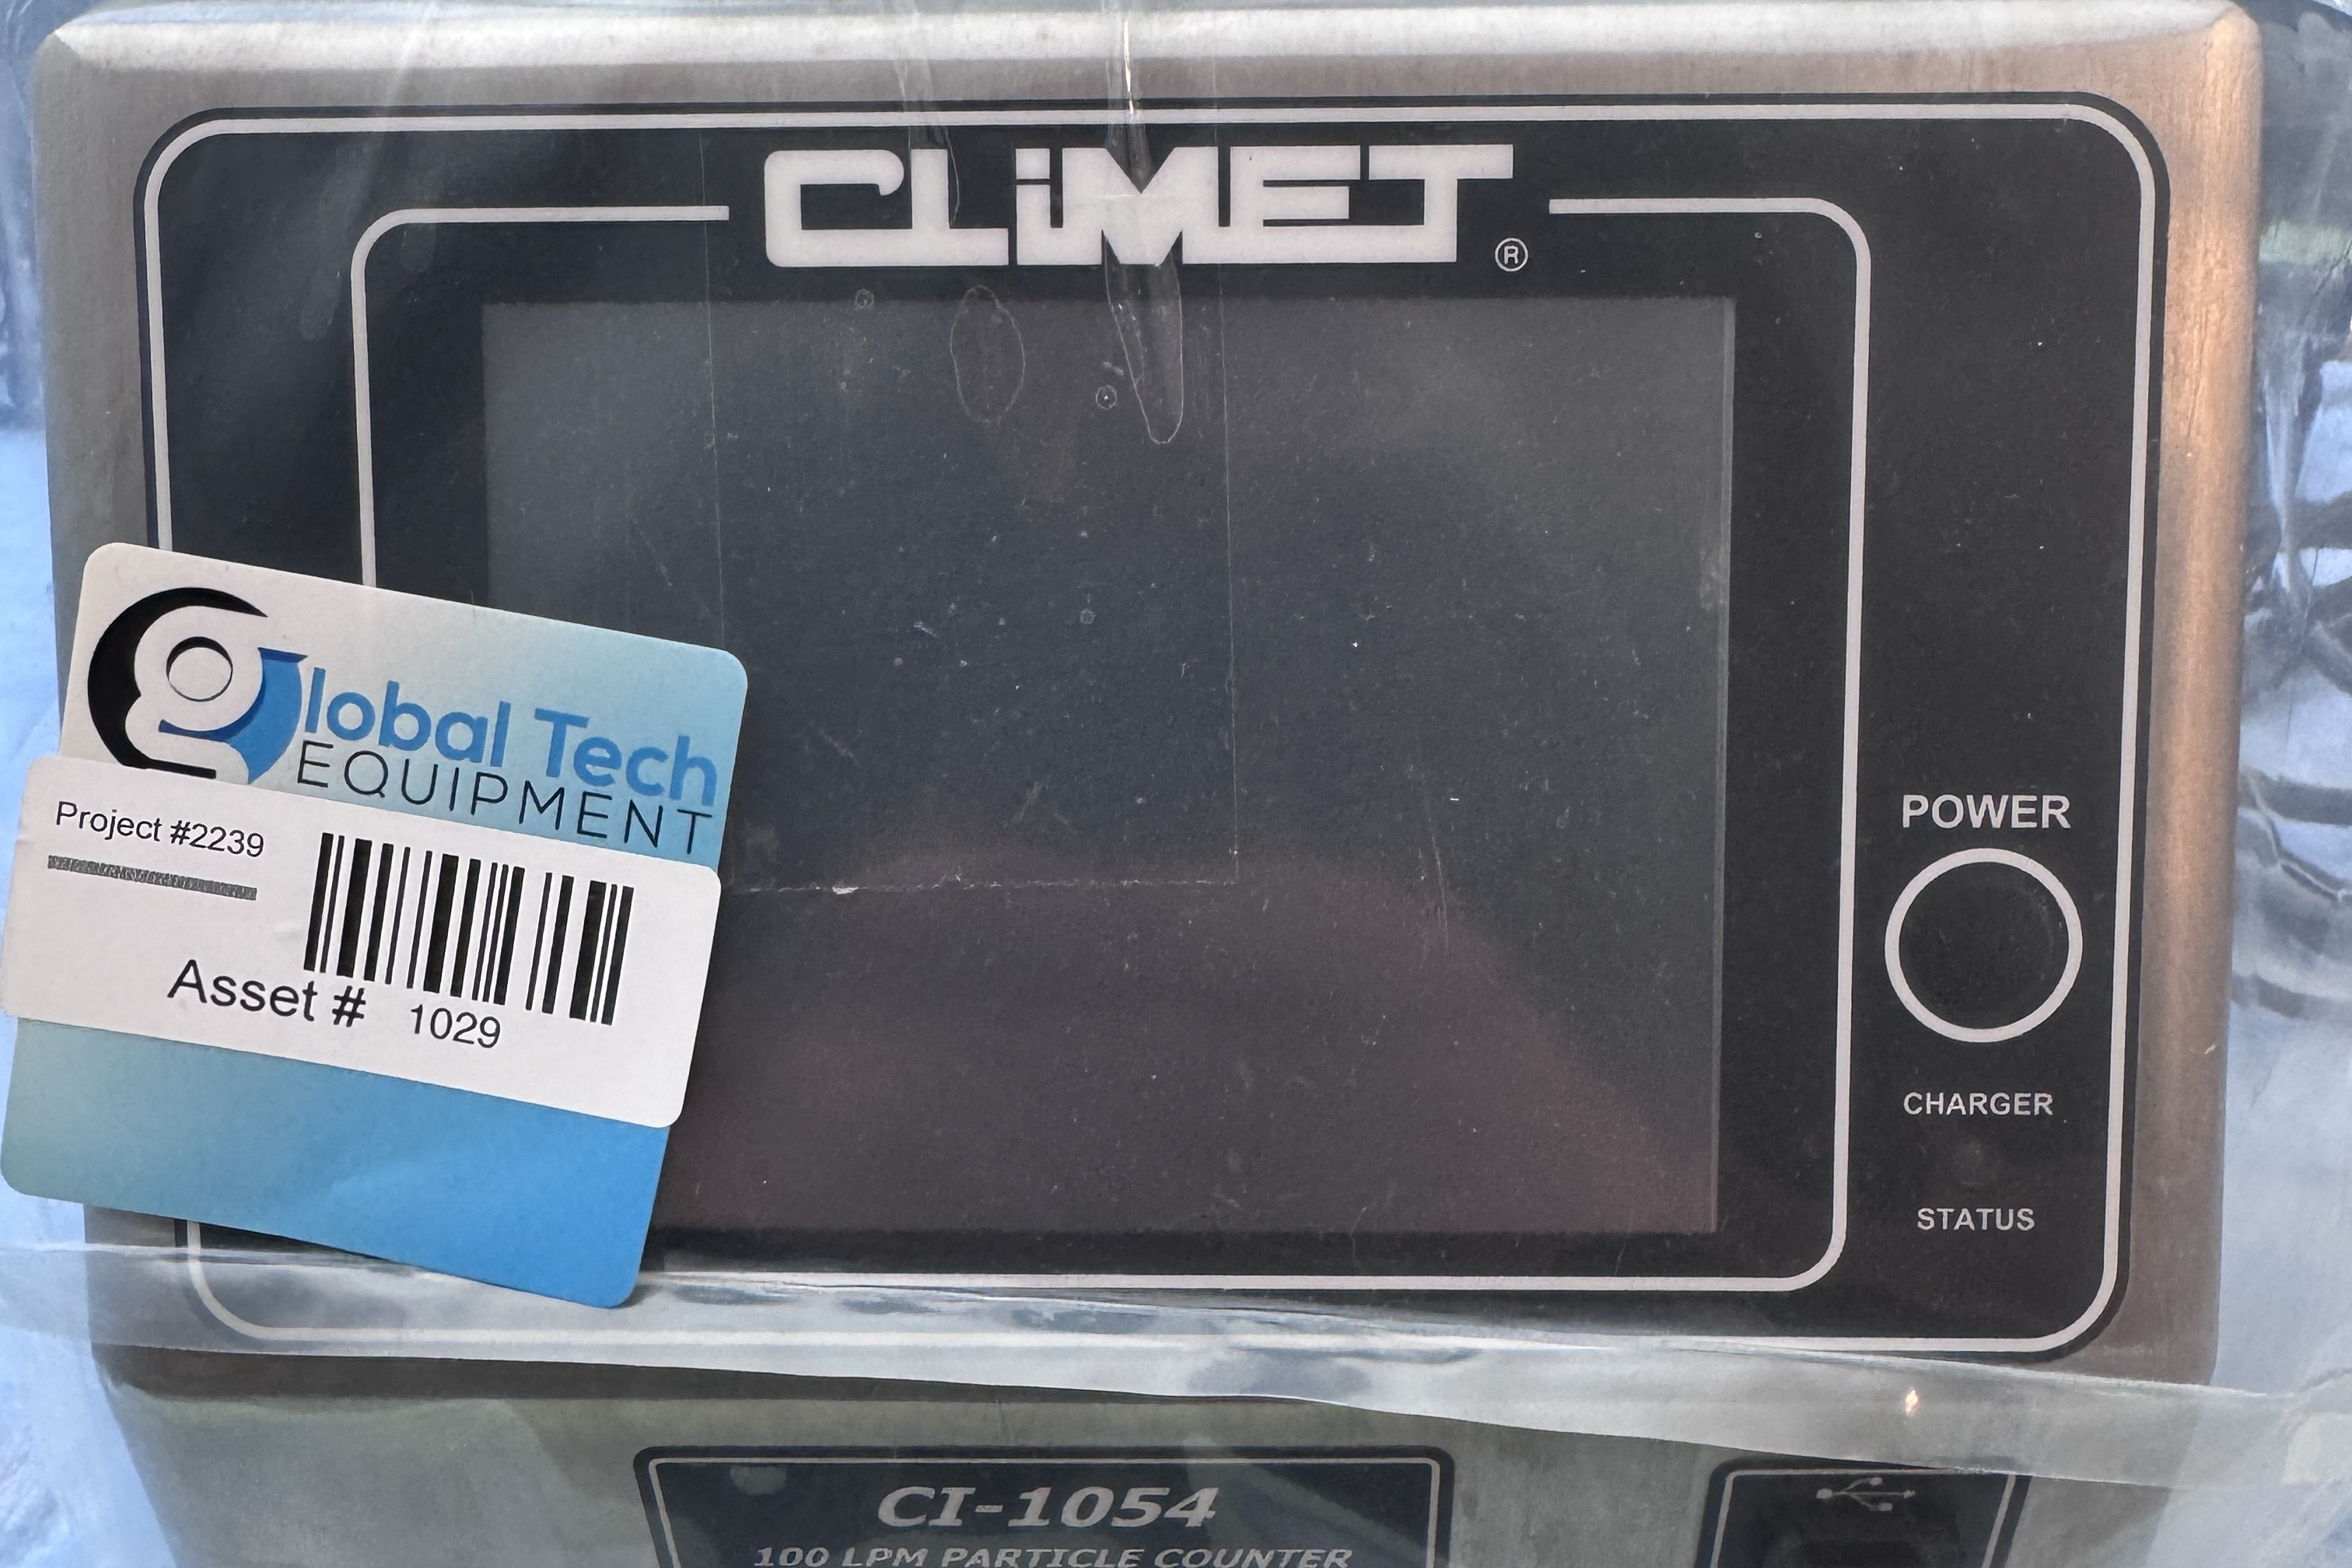 CLiMET ®
global Tech
EQUIPMENT
Project #2239
Asset # 1029
POWER
CHARGER
STATUS
CI-1054
100 LPM PARTICLE COUNTER